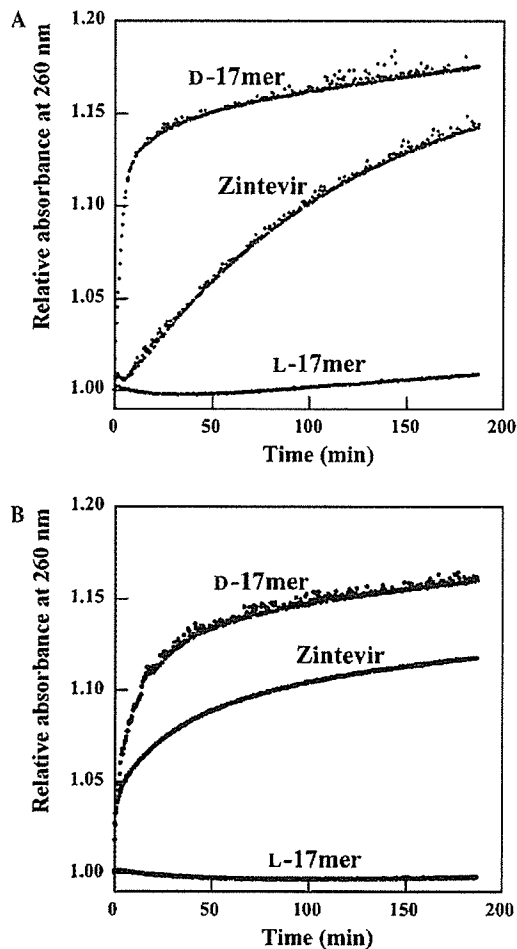 A
1.20
1.15
1.10
1.05
1.00
Relative absorbance at 260 nm
D-17mer
Zintevir
L-17mer
0
50
100
150
200
Time (min)
B
1.20
1.15
1.10
1.05
1.00
Relative absorbance at 260 nm
D-17mer
Zintevir
L-17mer
0
50
100
150
200
Time (min)